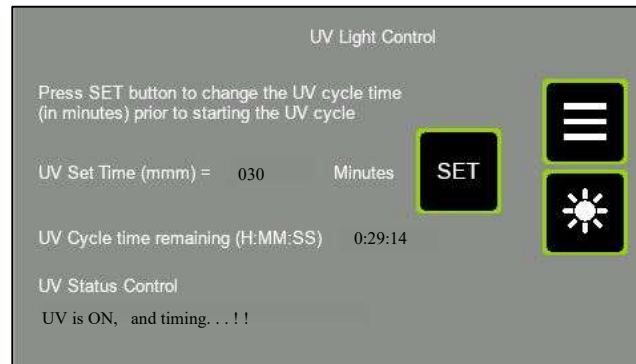 UV Light Control
Press SET button to change the UV cycle time
(in minutes) prior to starting the UV cycle
UV Set Time (mmm) = 030 Minutes SET
UV Cycle time remaining (H:MM:SS) 0:29:14
UV Status Control
UV is ON, and timing. . . ! !